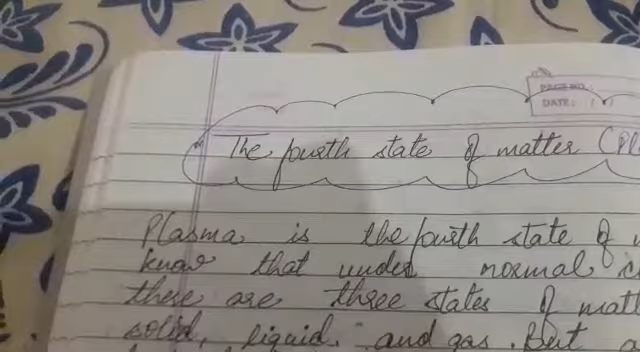 PAGE NO.:
DATE: / /
The fourth state of matter
Plasma is the fourth state of
know that under normal
there are three states of
solid, liquid, and gas. But